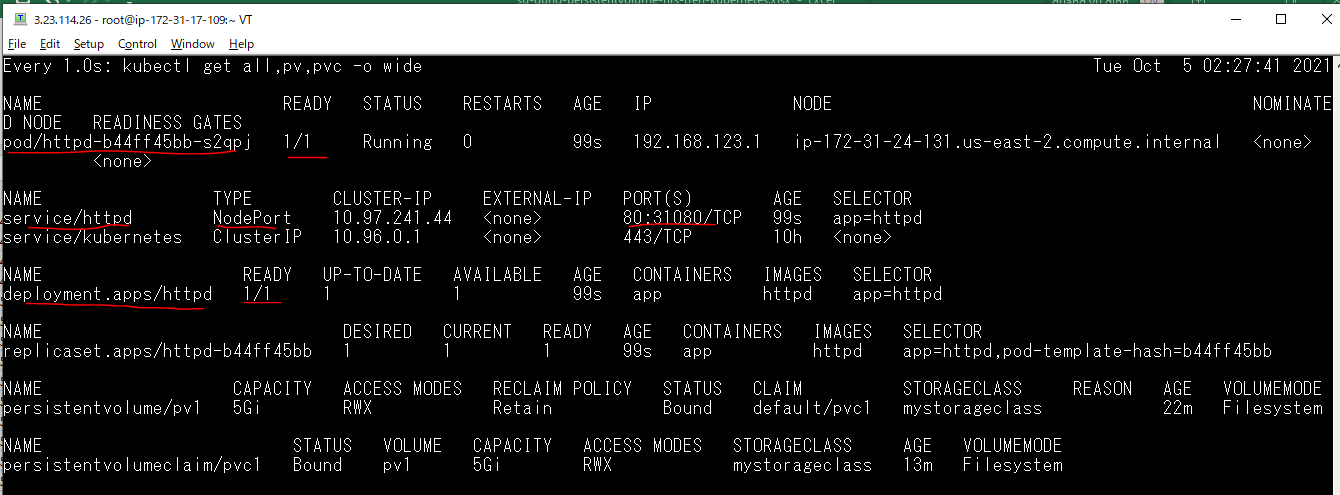 3.23.114.26 - root@ip-172-31-17-109:~ VT
File Edit Setup Control Window Help
Every 1.0s: kubectl get all,pv,pvc -o wide Tue Oct 5 02:27:41 2021
NAME READY STATUS RESTARTS AGE IP NODE NOMINATE
D NODE READINESS GATES
pod/httpd-b44ff45bb-s2qpj 1/1 Running 0 99s 192.168.123.1 ip-172-31-24-131.us-east-2.compute.internal <none>
<none>
NAME TYPE CLUSTER-IP EXTERNAL-IP PORT(S) AGE SELECTOR
service/httpd NodePort 10.97.241.44 <none> 80:31080/TCP 99s app=httpd
service/kubernetes ClusterIP 10.96.0.1 <none> 443/TCP 10h <none>
NAME READY UP-TO-DATE AVAILABLE AGE CONTAINERS IMAGES SELECTOR
deployment.apps/httpd 1/1 1 1 99s app httpd app=httpd
NAME DESIRED CURRENT READY AGE CONTAINERS IMAGES SELECTOR
replicaset.apps/httpd-b44ff45bb 1 1 1 99s app httpd app=httpd,pod-template-hash=b44ff45bb
NAME CAPACITY ACCESS MODES RECLAIM POLICY STATUS CLAIM STORAGECLASS REASON AGE VOLUMEMODE
persistentvolume/pv1 5Gi RWX Retain Bound default/pvc1 mystorageclass 22m Filesystem
NAME STATUS VOLUME CAPACITY ACCESS MODES STORAGECLASS AGE VOLUMEMODE
persistentvolumeclaim/pvc1 Bound pv1 5Gi RWX mystorageclass 13m Filesystem